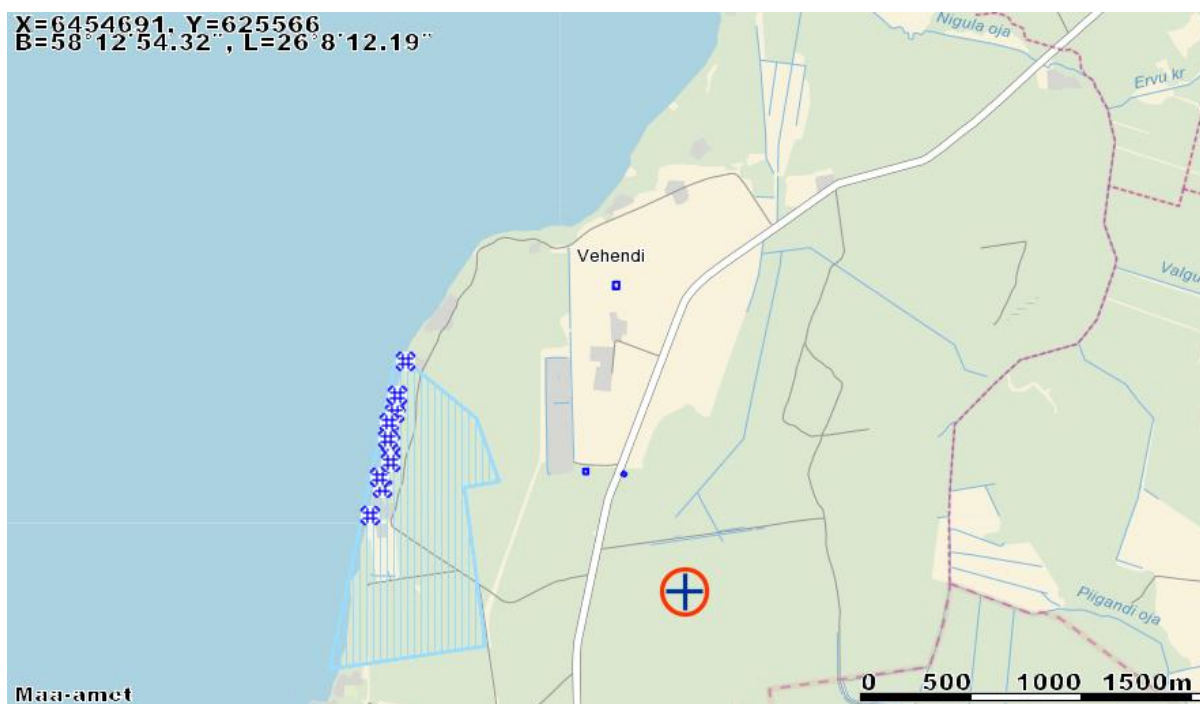 X=6454691, Y=625566
B=58°12'54.32", L=26°8'12.19"
Nigula oja
Ervu kr
Vehendi
Valgu
Piigandi oja
Maa-amet
0 500 1000 1500m